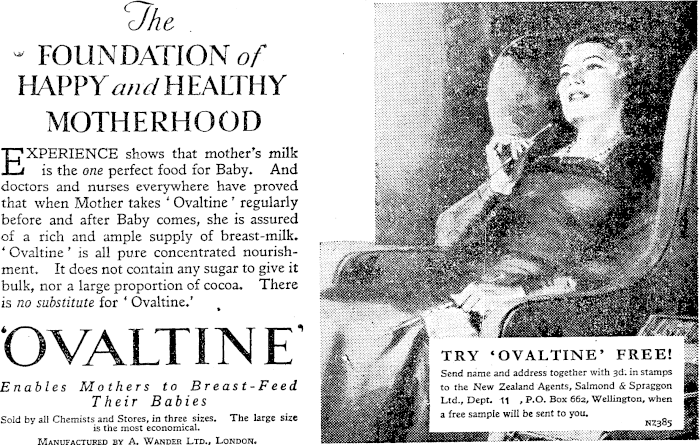 The
FOUNDATION of
HAPPY and HEALTHY
MOTHERHOOD
EXPERIENCE shows that mother's milk
is the one perfect food for Baby. And
doctors and nurses everywhere have proved
that when Mother takes 'Ovaltine' regularly
before and after Baby comes, she is assured
of a rich and ample supply of breast-milk.
'Ovaltine' is all pure concentrated nourish-
ment. It does not contain any sugar to give it
bulk, nor a large proportion of cocoa. There
is no substitute for 'Ovaltine.'
'OVALTINE'
Enables Mothers to Breast-Feed
Their Babies
Sold by all Chemists and Stores, in three sizes. The large size
is the most economical.
MANUFACTURED BY A. WANDER LTD., LONDON.
TRY 'OVALTINE' FREE!
Send name and address together with 3d. in stamps
to the New Zealand Agents, Salmond & Spraggon
Ltd., Dept. 11 , P.O. Box 662, Wellington, when
a free sample will be sent to you.
NZ385